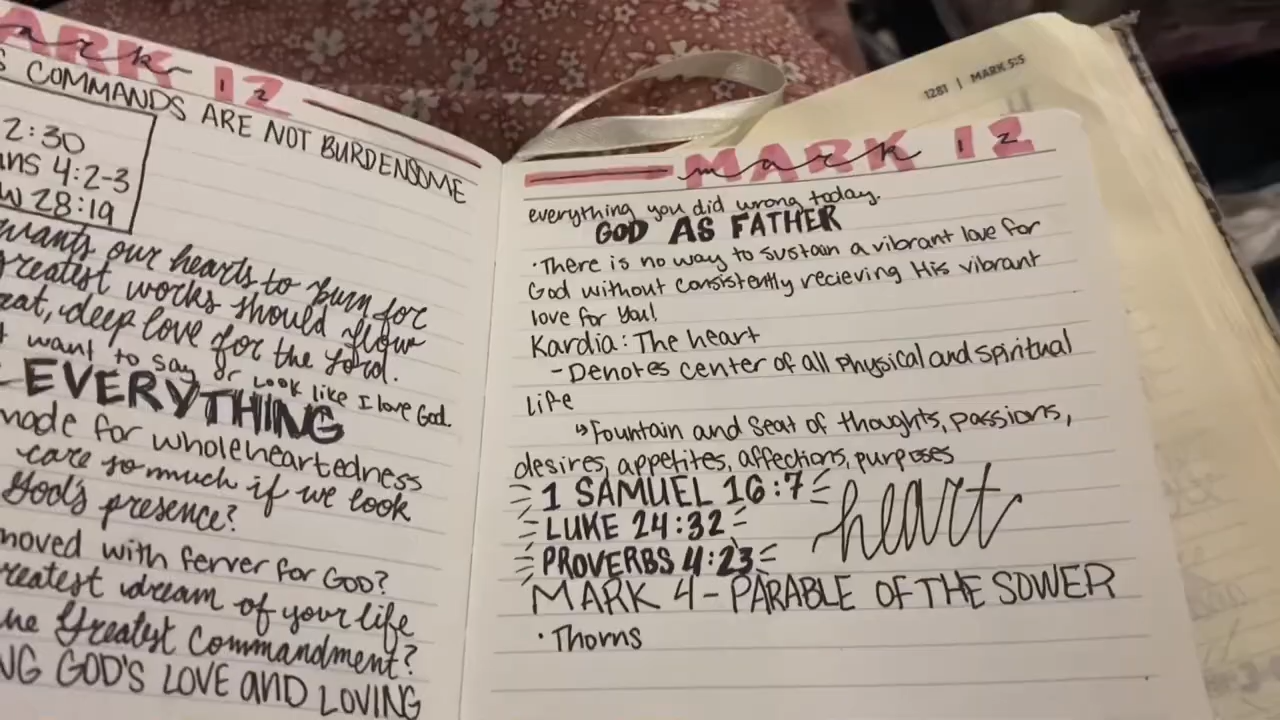 MARK 12
mark
COMMANDS ARE NOT BURDENSOME
2:30
4:2-3
28:19
wants our hearts to burn for
greatest works should flow
deep love for the Lord.
want to say or look like I love God.
EVERYTHING
made for wholeheartedness
care so much if we look
God's presence?
moved with ferver for God?
greatest dream of your life
the Greatest Commandment?
GOD'S LOVE and LOVING
1281 | MARK 5:5
MARK 12
mark 12
everything you did wrong today.
GOD AS FATHER
·There is no way to sustain a vibrant love for
God without consistently recieving His vibrant
love for you!
Kardia: The heart
-Denotes center of all Physical and Spiritual
life
↳Fountain and seat of thoughts, passions,
desires, appetites, affections, purposes
1 SAMUEL 16:7
heart
LUKE 24:32
PROVERBS 4:23
MARK 4-PARABLE OF THE SOWER
·Thorns